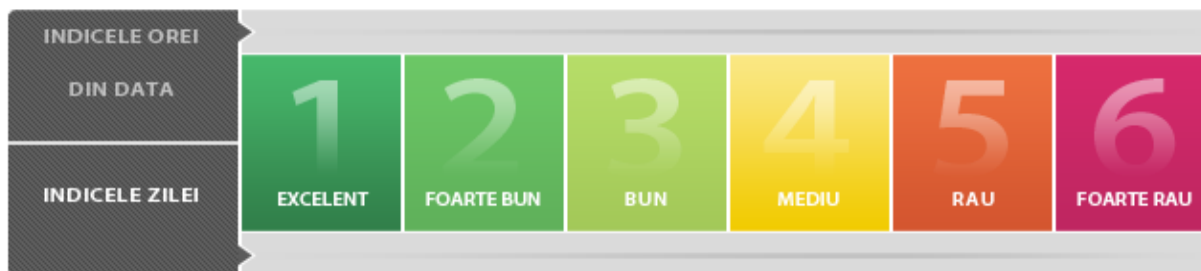 INDICELE OREI
DIN DATA
INDICELE ZILEI
1
EXCELENT
2
FOARTE BUN
3
BUN
4
MEDIU
5
RAU
6
FOARTE RAU